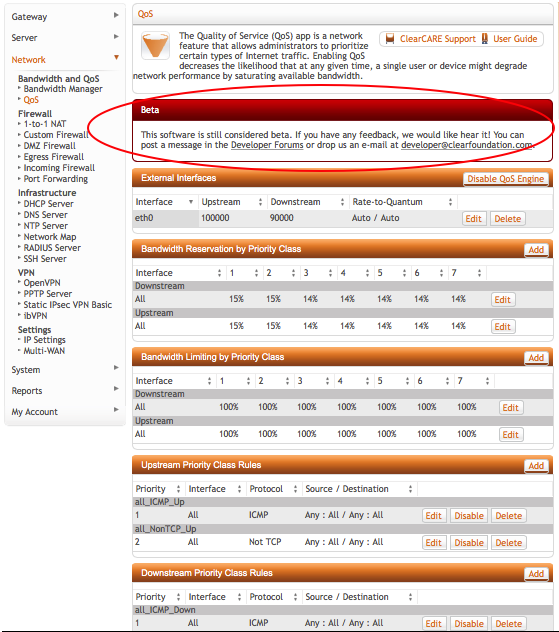 Gateway
Server
Network
Bandwidth and QoS
Bandwidth Manager
QoS
Firewall
1-to-1 NAT
Custom Firewall
DMZ Firewall
Egress Firewall
Incoming Firewall
Port Forwarding
Infrastructure
DHCP Server
DNS Server
NTP Server
Network Map
RADIUS Server
SSH Server
VPN
OpenVPN
PPTP Server
Static IPsec VPN Basic
ibVPN
Settings
IP Settings
Multi-WAN
System
Reports
My Account
QoS
The Quality of Service (QoS) app is a network
feature that allows administrators to prioritize
certain types of Internet traffic. Enabling QoS
decreases the likelihood that at any given time, a single user or device might degrade
network performance by saturating available bandwidth.
ClearCARE Support User Guide
Beta
This software is still considered beta. If you have any feedback, we would like hear it! You can
post a message in the Developer Forums or drop us an e-mail at developer@clearfoundation.com.
External Interfaces Disable QoS Engine
Interface Upstream Downstream Rate-to-Quantum
eth0 100000 90000 Auto / Auto Edit Delete
Bandwidth Reservation by Priority Class Add
Interface 1 2 3 4 5 6 7
Downstream
All 15% 15% 14% 14% 14% 14% 14% Edit
Upstream
All 15% 15% 14% 14% 14% 14% 14% Edit
Bandwidth Limiting by Priority Class Add
Interface 1 2 3 4 5 6 7
Downstream
All 100% 100% 100% 100% 100% 100% 100% Edit
Upstream
All 100% 100% 100% 100% 100% 100% 100% Edit
Upstream Priority Class Rules Add
Priority Interface Protocol Source / Destination
all_ICMP_Up
1 All ICMP Any : All / Any : All Edit Disable Delete
all_NonTCP_Up
2 All Not TCP Any : All / Any : All Edit Disable Delete
Downstream Priority Class Rules Add
Priority Interface Protocol Source / Destination
all_ICMP_Down
1 All ICMP Any : All / Any : All Edit Disable Delete